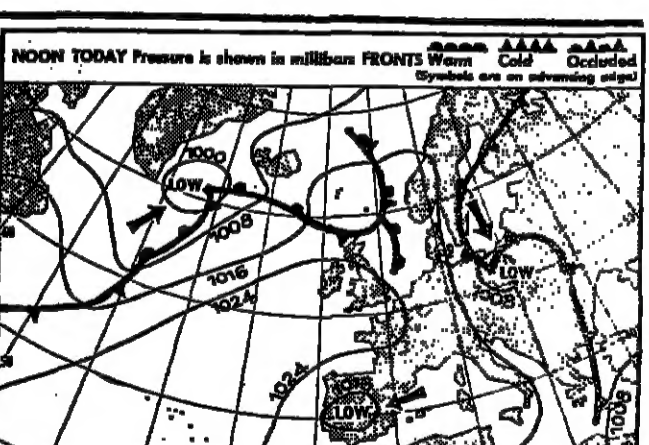 NOON TODAY Pressure is shown in millibars FRONTS Warm Cold Occluded
(Symbols are on advancing edge)
1000
LOW
1008
1016
1024
LOW
1008
1024
LOW
1008